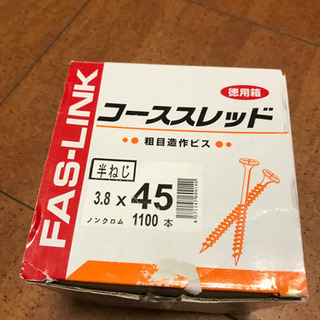 徳用箱
FAS-LINK
コーススレッド
粗目造作ビス
半ねじ
3.8 x 45
ノンクロム 1100 本